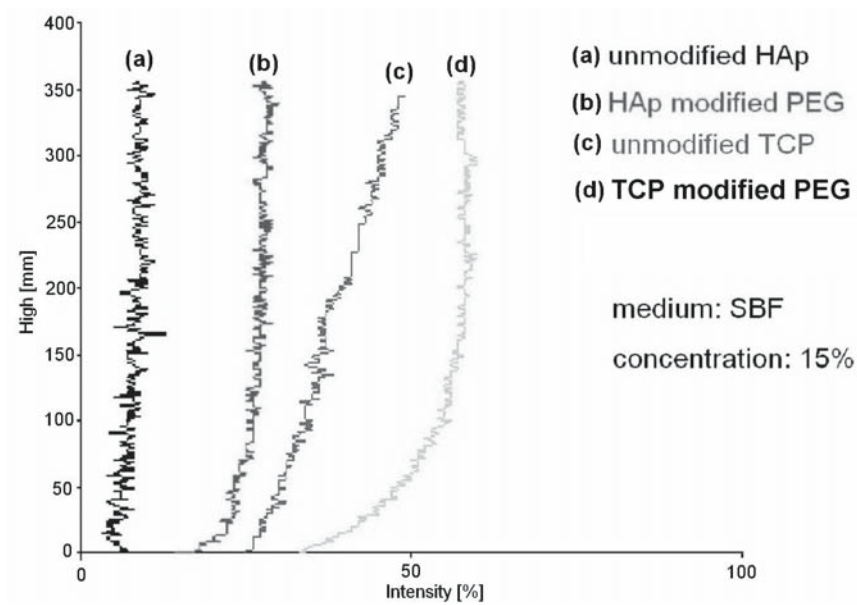 400
350
300
250
200
150
100
50
0
High [mm]
(a)
(b)
(c)
(d)
(a) unmodified HAp
(b) HAp modified PEG
(c) unmodified TCP
(d) TCP modified PEG
medium: SBF
concentration: 15%
0
50
100
Intensity [%]